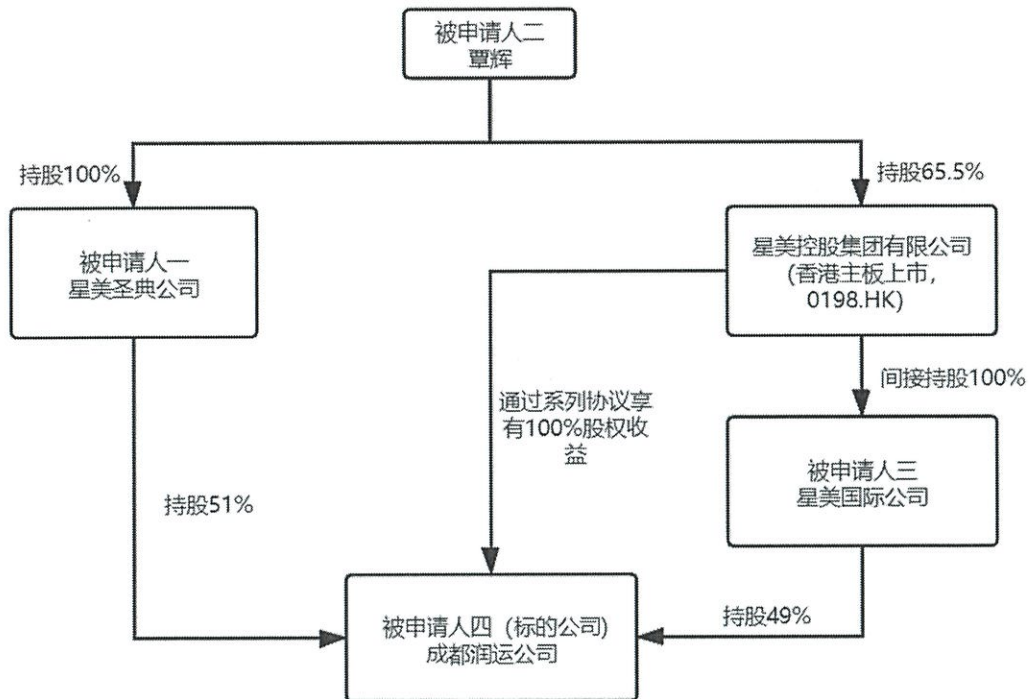 被申请人二
覃辉
持股100%
持股65.5%
被申请人一
星美圣典公司
星美控股集团有限公司
(香港主板上市，
0198.HK)
间接持股100%
通过系列协议享
有100%股权收
益
被申请人三
星美国际公司
持股51%
持股49%
被申请人四（标的公司)
成都润运公司